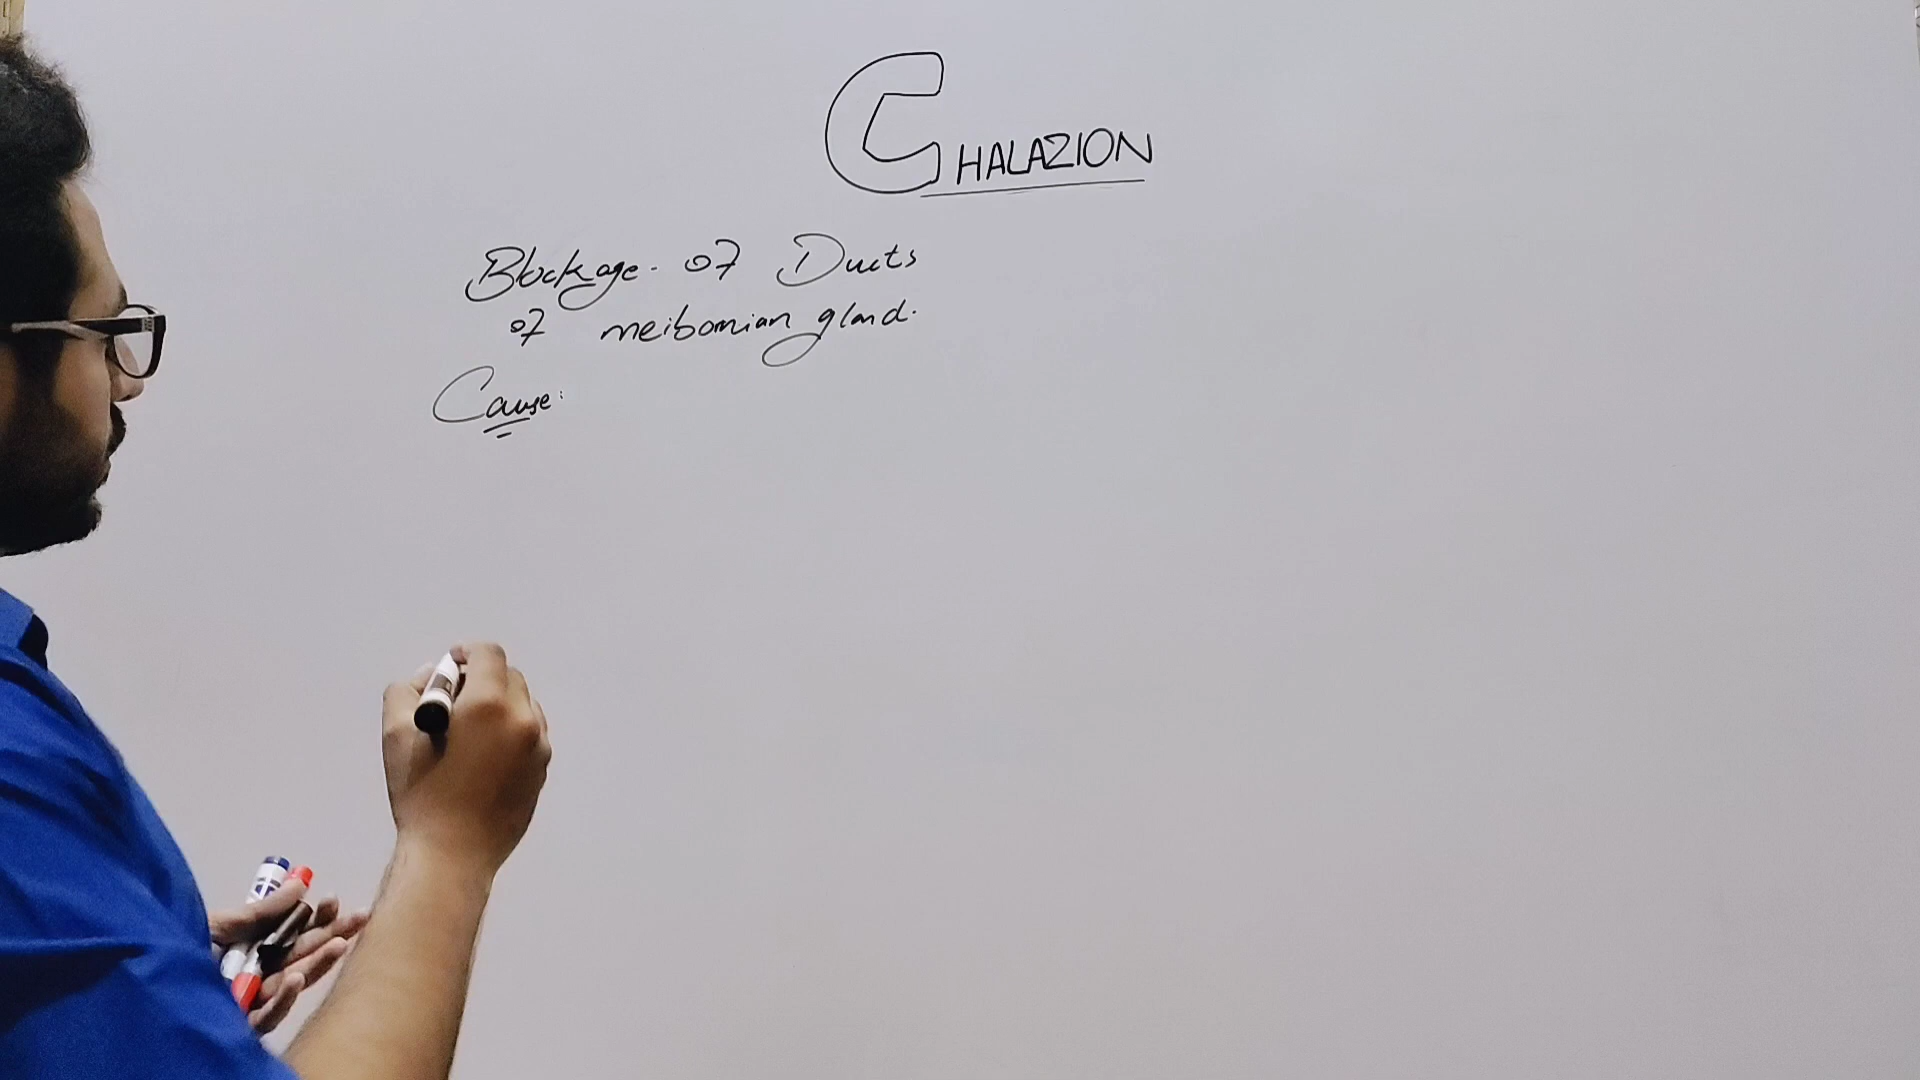 CHALAZION
Blockage. of Ducts
of meibomian gland.
Cause: